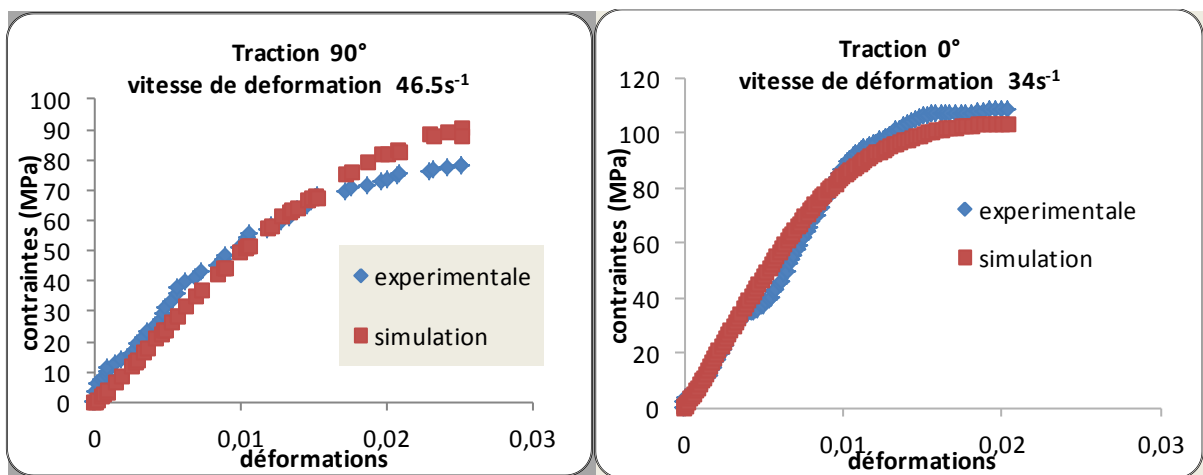 Traction 90°
vitesse de deformation 46.5s⁻¹
contraintes (MPa)
100
90
80
70
60
50
40
30
20
10
0
0
0,01
0,02
0,03
déformations
experimentale
simulation
Traction 0°
vitesse de déformation 34s⁻¹
contraintes (MPa)
120
100
80
60
40
20
0
0
0,01
0,02
0,03
déformations
experimentale
simulation